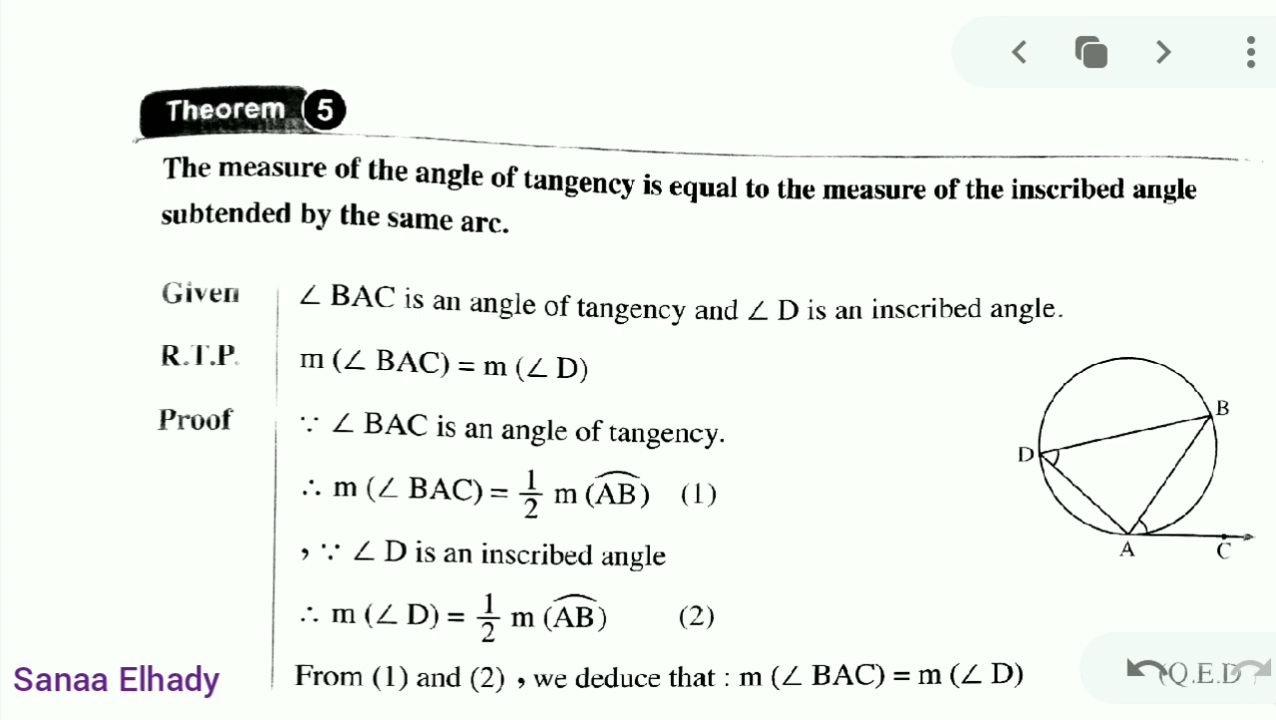 Theorem 5
The measure of the angle of tangency is equal to the measure of the inscribed angle
subtended by the same arc.
Given ∠ BAC is an angle of tangency and ∠ D is an inscribed angle.
R.T.P. m (∠ BAC) = m (∠ D)
Proof ∵ ∠ BAC is an angle of tangency.
∴ m (∠ BAC) = 1/2 m (A͡B) (1)
, ∵ ∠ D is an inscribed angle
∴ m (∠ D) = 1/2 m (A͡B) (2)
From (1) and (2) , we deduce that : m (∠ BAC) = m (∠ D)
(Q.E.D
B
D
A
C
Sanaa Elhady